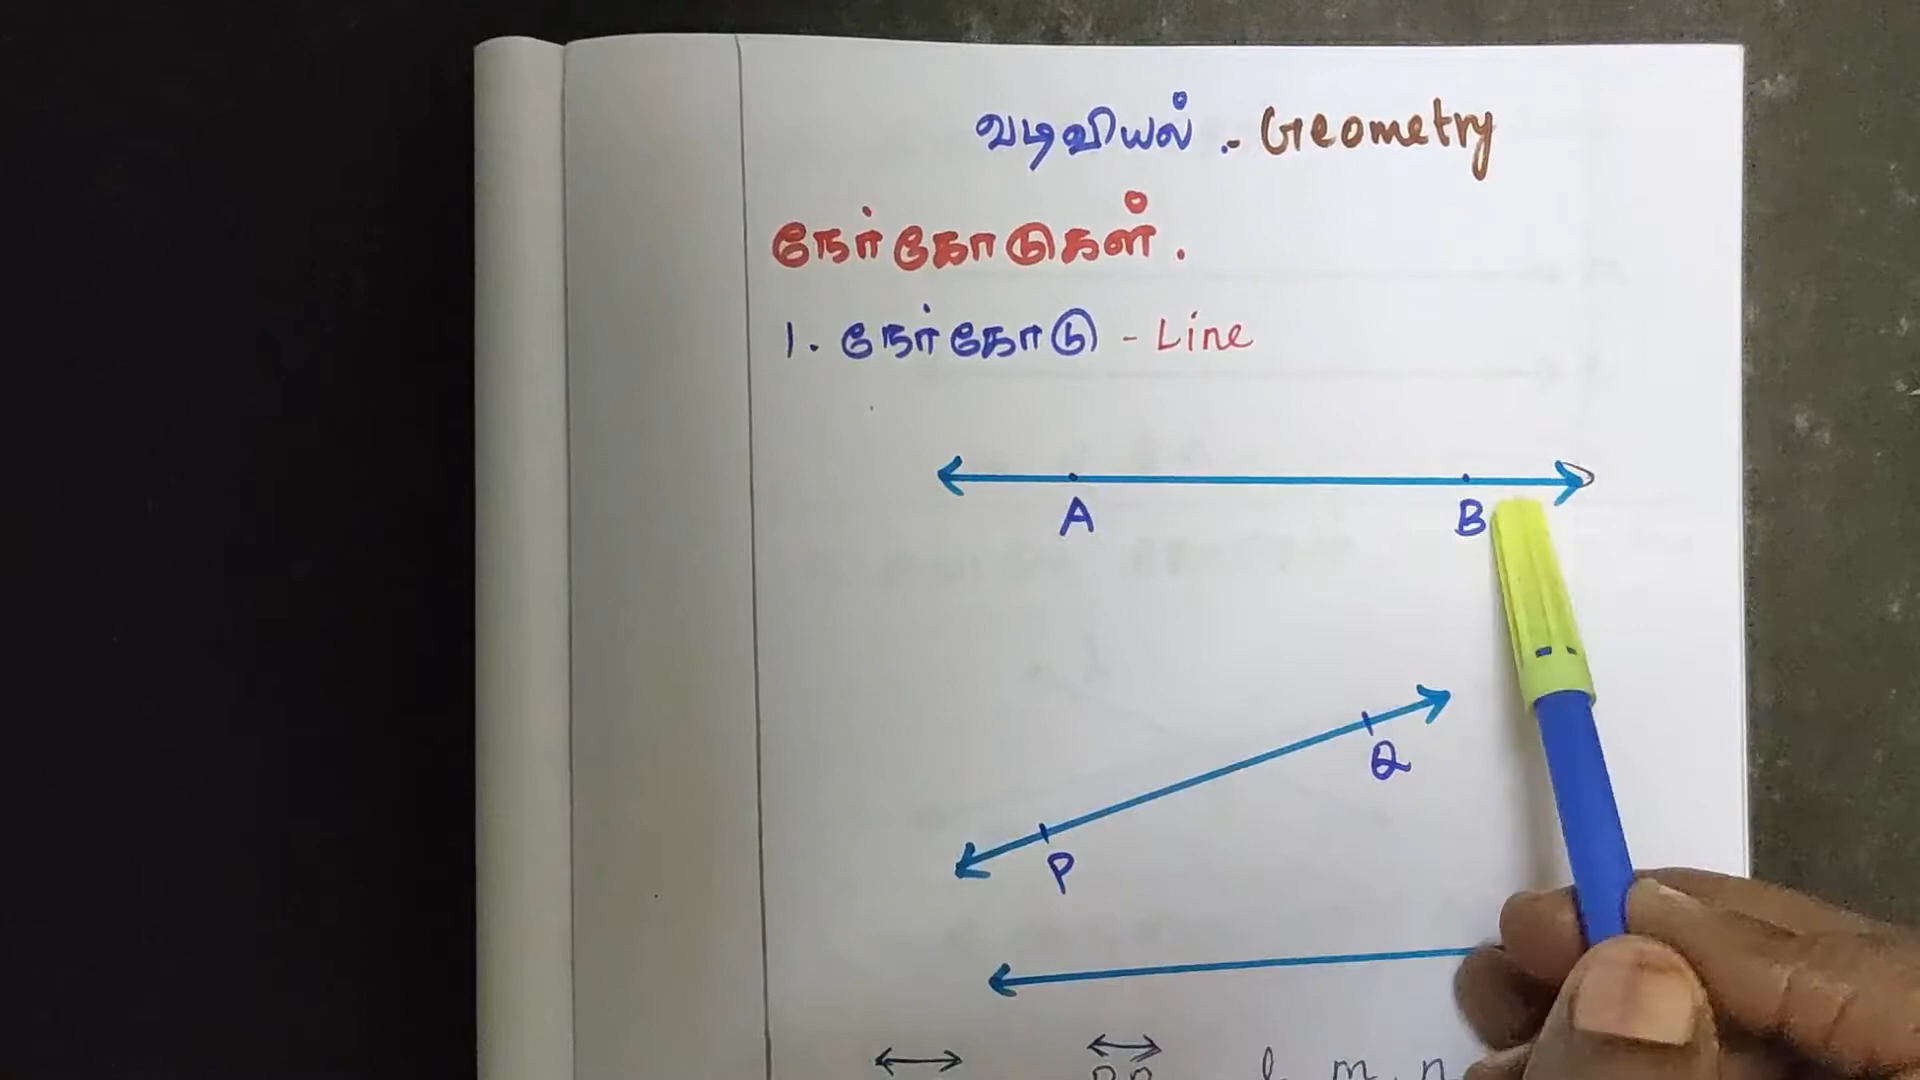 வடிவியல் - Geometry
நேர்கோடுகள்.
1. நேர்கோடு - Line
A B
Q
P
l, m, n